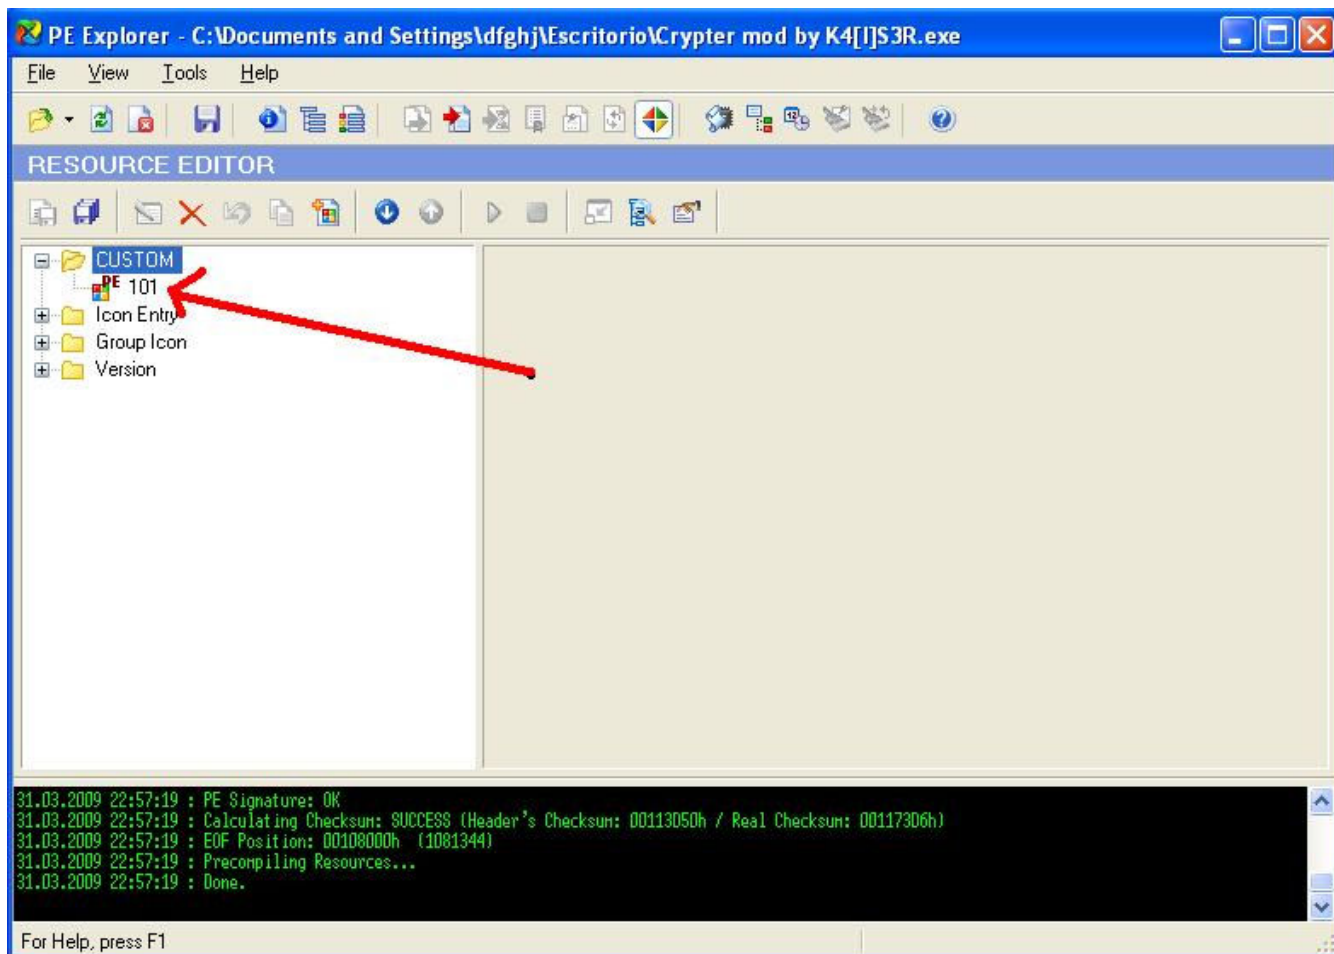 PE Explorer - C:\Documents and Settings\dfghj\Escritorio\Crypter mod by K4[I]S3R.exe
File View Tools Help
RESOURCE EDITOR
CUSTOM
PE 101
Icon Entry
Group Icon
Version
31.03.2009 22:57:19 : PE Signature: OK
31.03.2009 22:57:19 : Calculating Checksum: SUCCESS (Header's Checksum: 00113050h / Real Checksum: 001173D6h)
31.03.2009 22:57:19 : EOF Position: 00108000h (1081344)
31.03.2009 22:57:19 : Precompiling Resources...
31.03.2009 22:57:19 : Done.
For Help, press F1